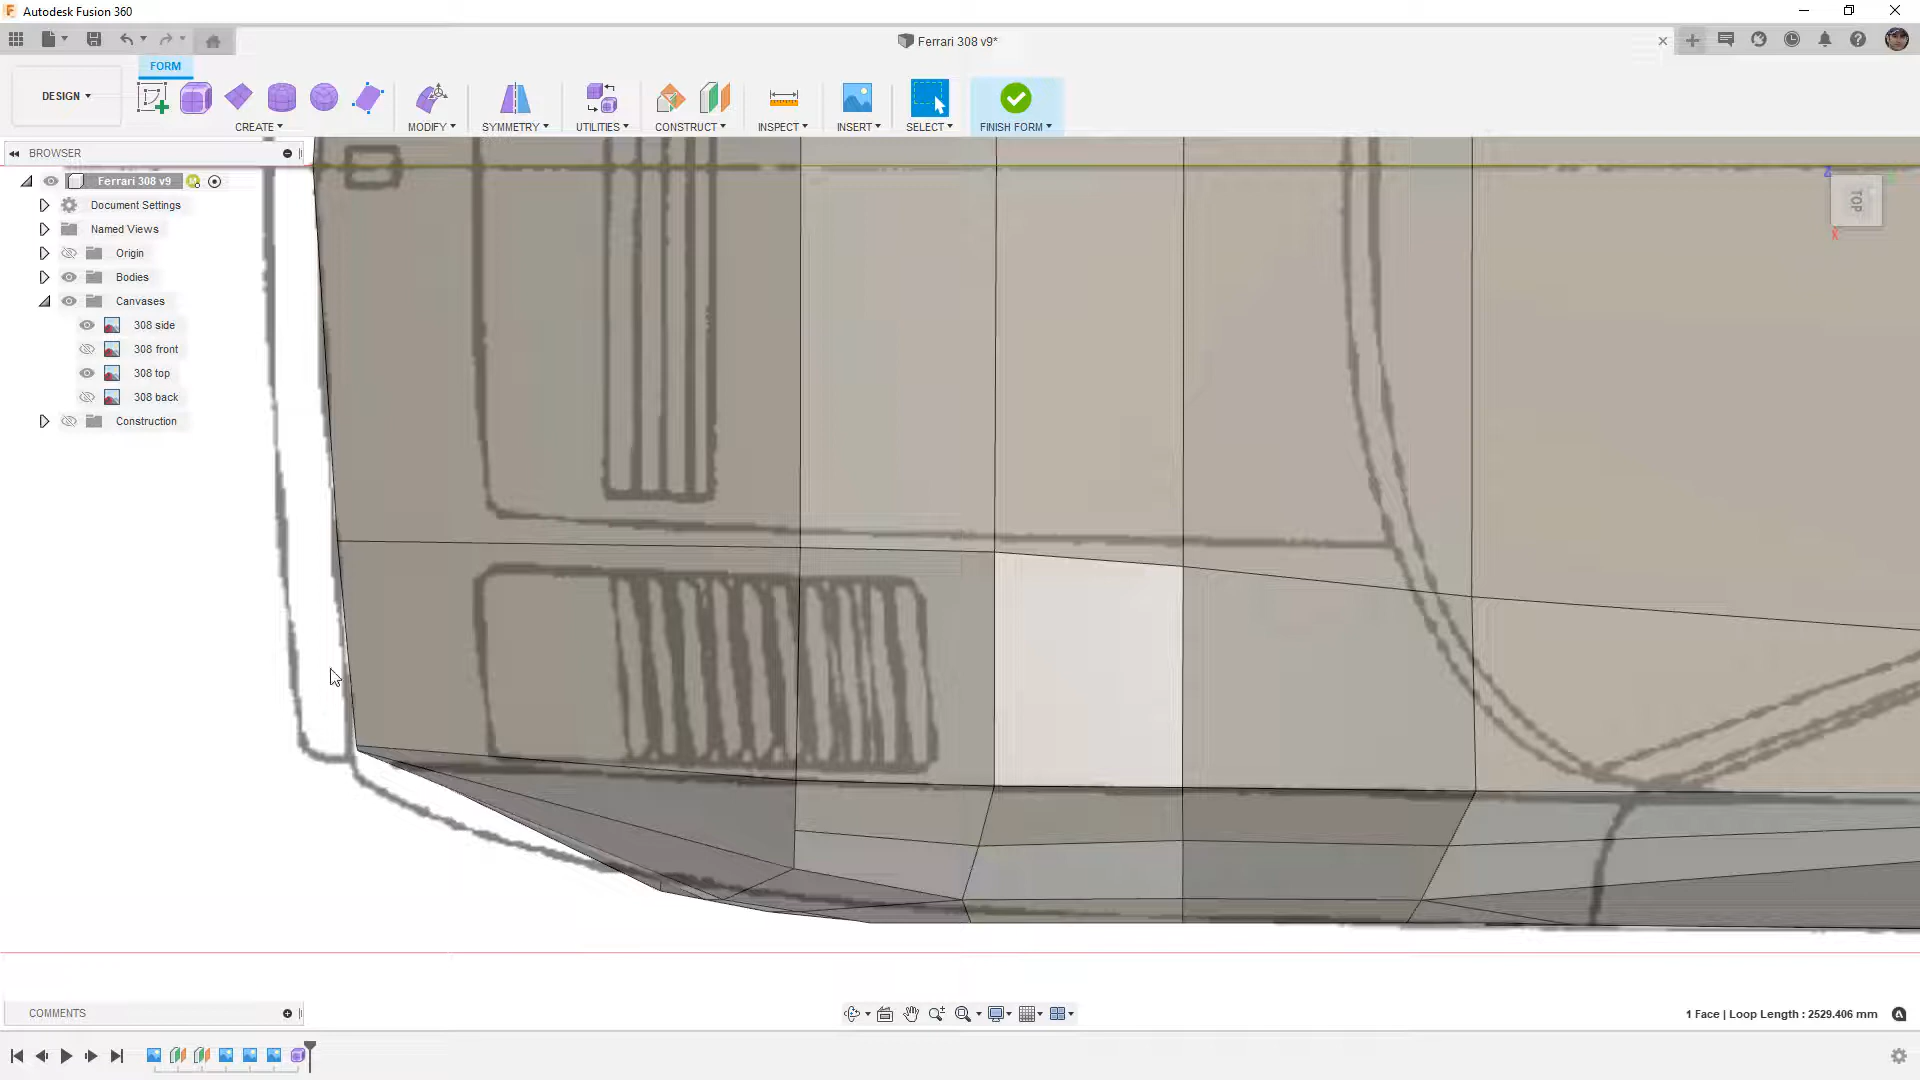 Autodesk Fusion 360
Ferrari 308 v9*
FORM
DESIGN
CREATE
MODIFY
SYMMETRY
UTILITIES
CONSTRUCT
INSPECT
INSERT
SELECT
FINISH FORM
BROWSER
Ferrari 308 v9
Document Settings
Named Views
Origin
Bodies
Canvases
308 side
308 front
308 top
308 back
Construction
Z
TOP
X
COMMENTS
1 Face | Loop Length : 2529.406 mm